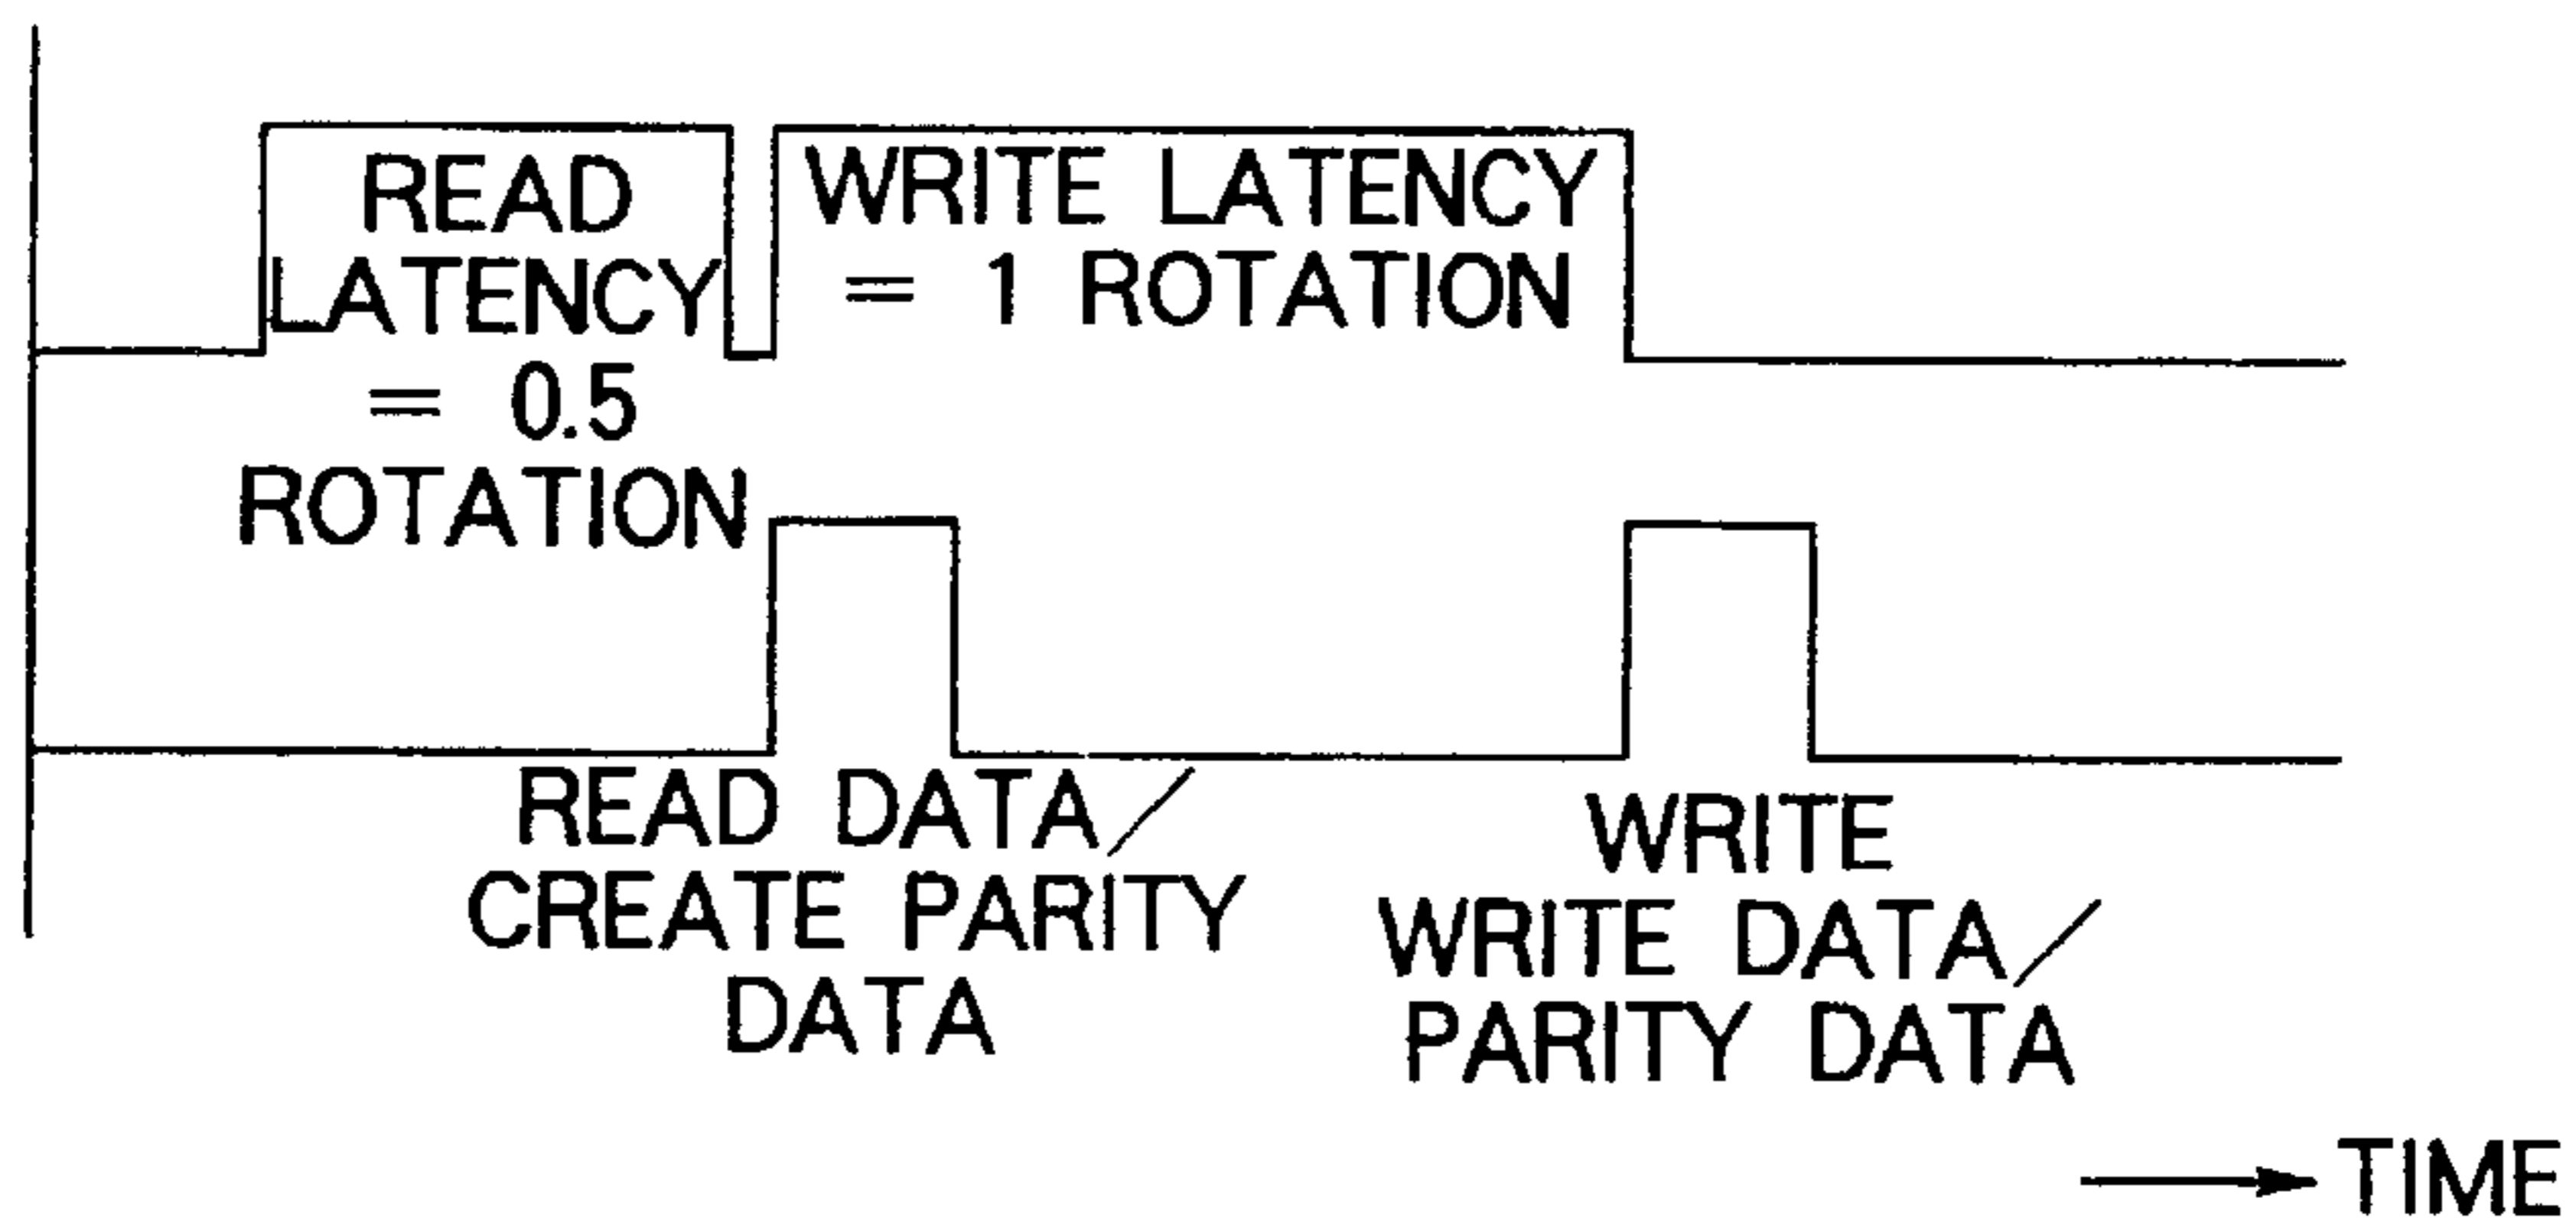 READ
LATENCY
= 0.5
ROTATION
WRITE LATENCY
= 1 ROTATION
READ DATA/
CREATE PARITY
DATA
WRITE
WRITE DATA/
PARITY DATA
TIME